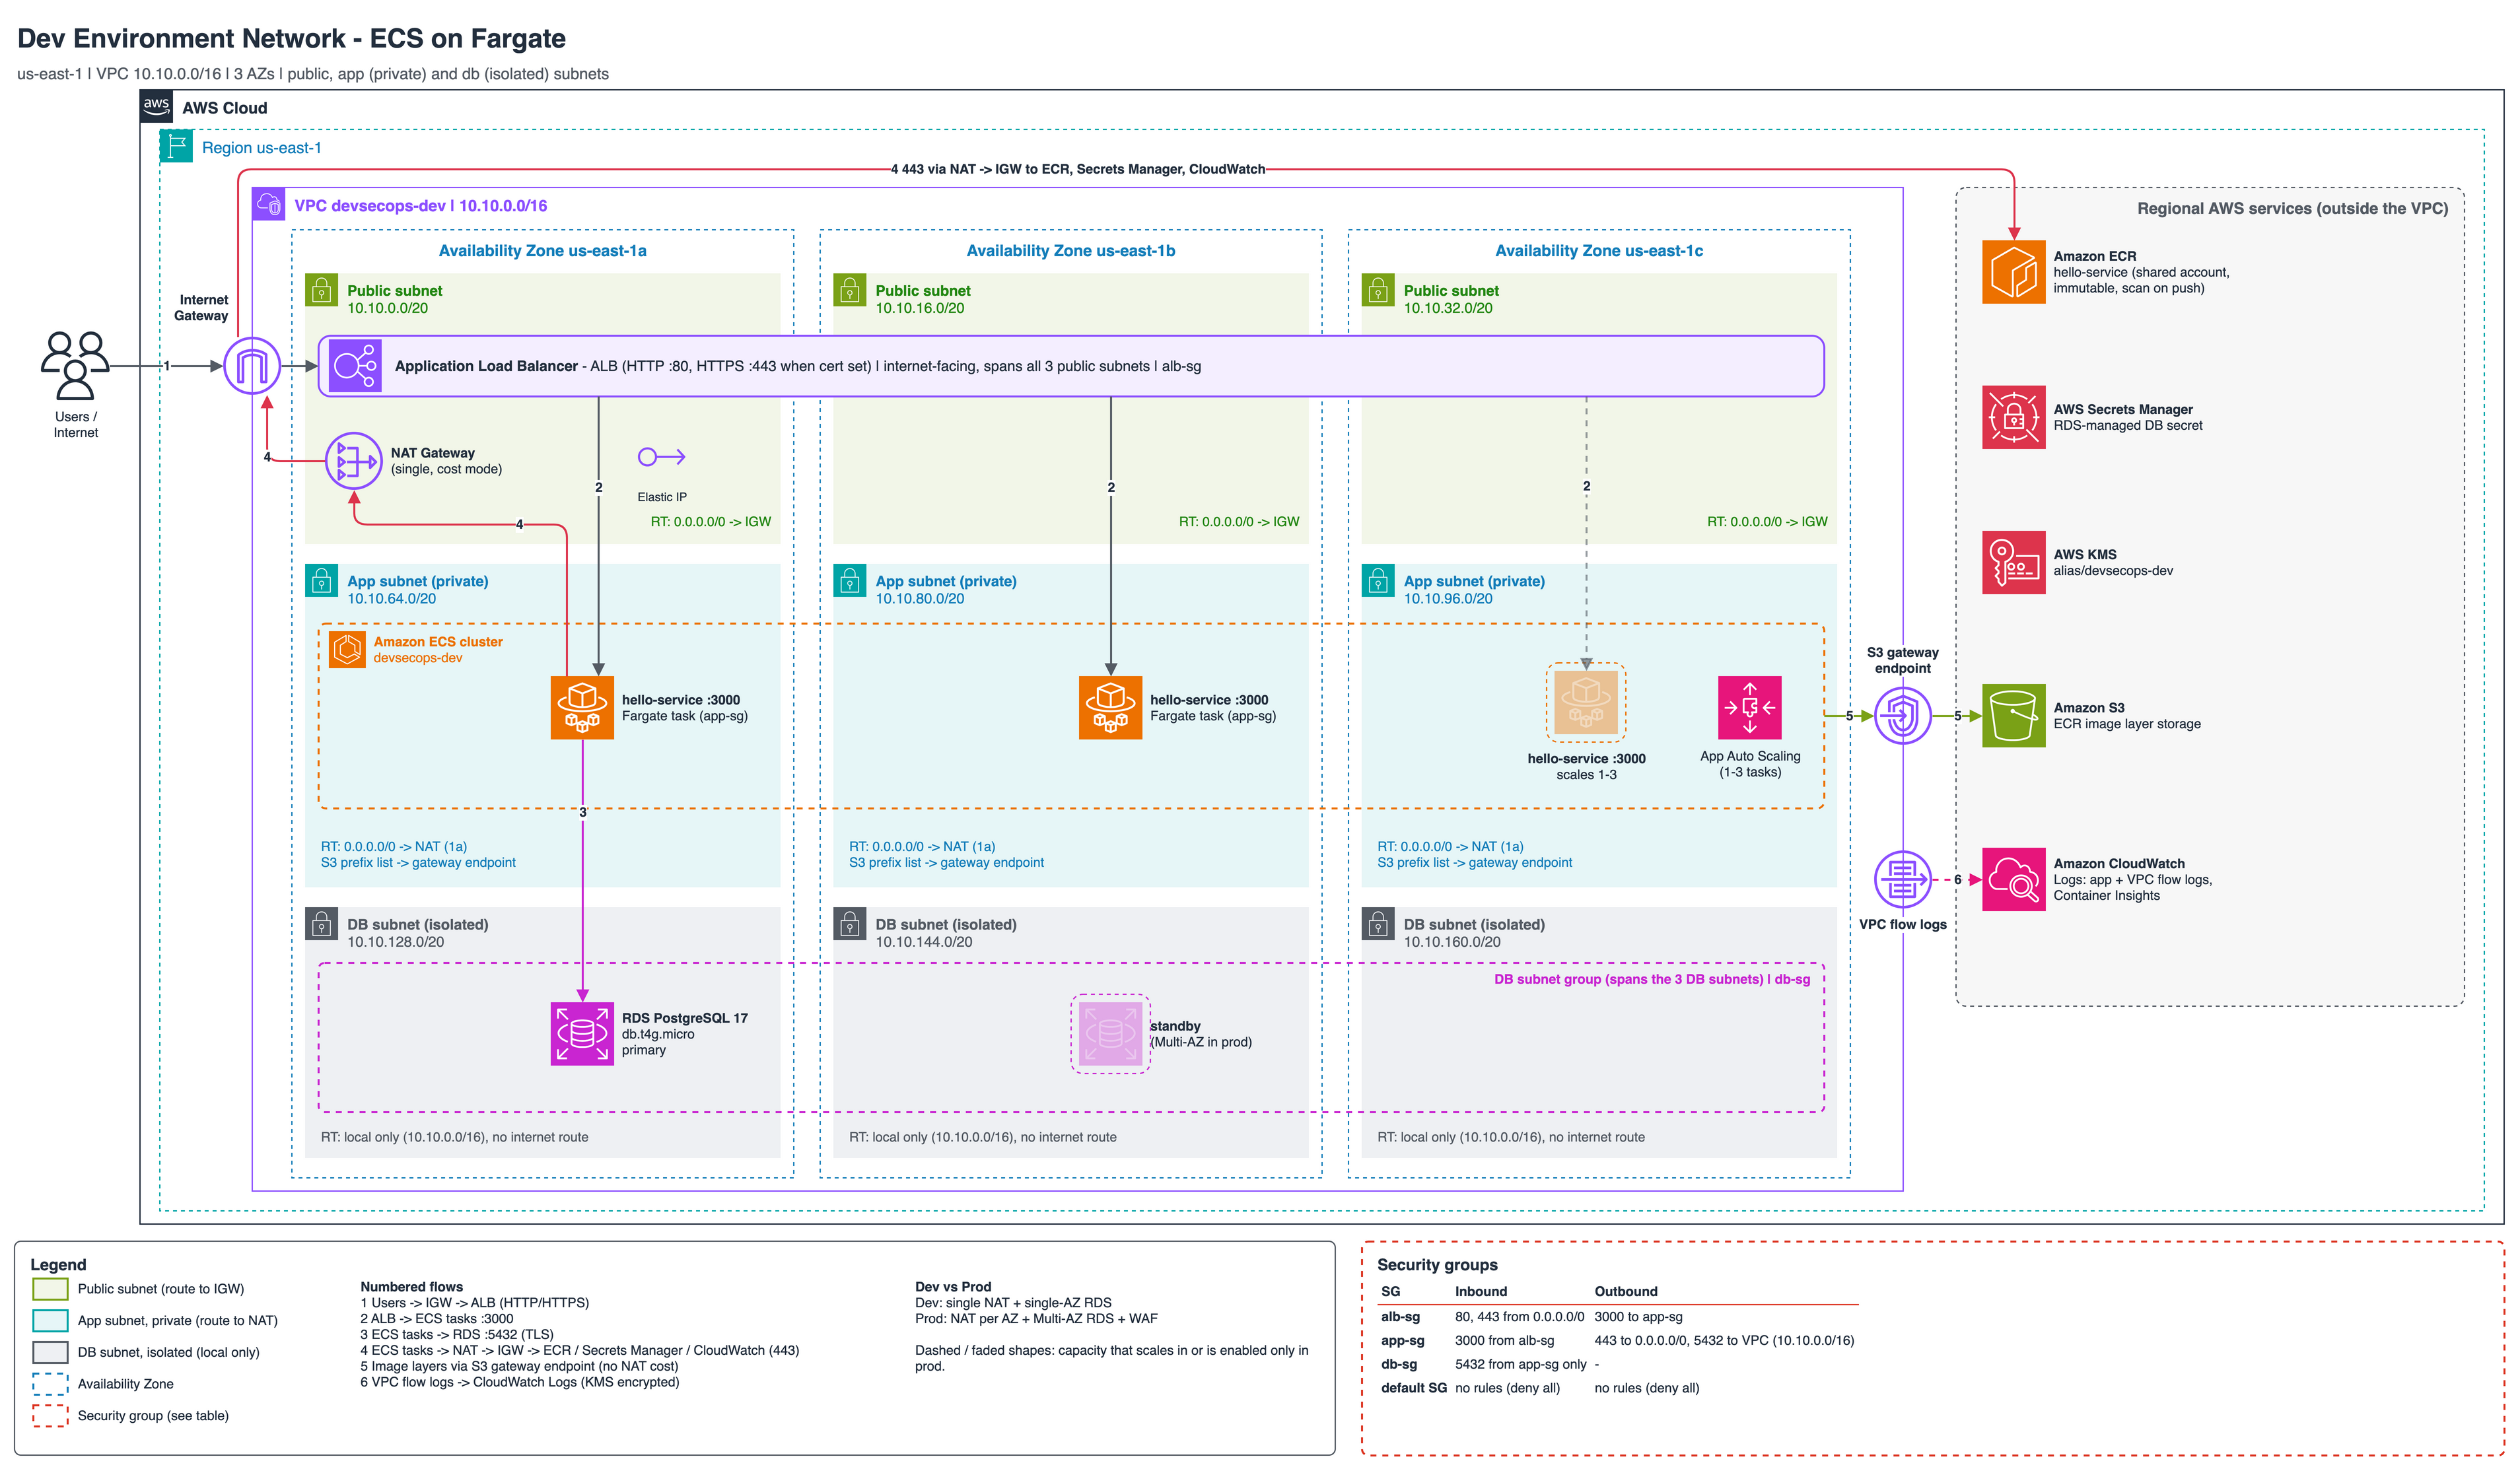 Dev Environment Network - ECS on Fargate
us-east-1 | VPC 10.10.0.0/16 | 3 AZs | public, app (private) and db (isolated) subnets
aws
AWS Cloud
Region us-east-1
4 443 via NAT -> IGW to ECR, Secrets Manager, CloudWatch
VPC devsecops-dev | 10.10.0.0/16
Regional AWS services (outside the VPC)
Availability Zone us-east-1a
Availability Zone us-east-1b
Availability Zone us-east-1c
Public subnet
10.10.0.0/20
Public subnet
10.10.16.0/20
Public subnet
10.10.32.0/20
Amazon ECR
hello-service (shared account,
immutable, scan on push)
Internet
Gateway
1
Users /
Internet
Application Load Balancer - ALB (HTTP :80, HTTPS :443 when cert set) | internet-facing, spans all 3 public subnets | alb-sg
AWS Secrets Manager
RDS-managed DB secret
4
NAT Gateway
(single, cost mode)
Elastic IP
2
2
2
4
RT: 0.0.0.0/0 -> IGW
RT: 0.0.0.0/0 -> IGW
RT: 0.0.0.0/0 -> IGW
AWS KMS
alias/devsecops-dev
App subnet (private)
10.10.64.0/20
App subnet (private)
10.10.80.0/20
App subnet (private)
10.10.96.0/20
Amazon ECS cluster
devsecops-dev
hello-service :3000
Fargate task (app-sg)
hello-service :3000
Fargate task (app-sg)
hello-service :3000
scales 1-3
App Auto Scaling
(1-3 tasks)
S3 gateway
endpoint
5
5
Amazon S3
ECR image layer storage
3
RT: 0.0.0.0/0 -> NAT (1a)
S3 prefix list -> gateway endpoint
RT: 0.0.0.0/0 -> NAT (1a)
S3 prefix list -> gateway endpoint
RT: 0.0.0.0/0 -> NAT (1a)
S3 prefix list -> gateway endpoint
6
VPC flow logs
Amazon CloudWatch
Logs: app + VPC flow logs,
Container Insights
DB subnet (isolated)
10.10.128.0/20
DB subnet (isolated)
10.10.144.0/20
DB subnet (isolated)
10.10.160.0/20
DB subnet group (spans the 3 DB subnets) | db-sg
RDS PostgreSQL 17
db.t4g.micro
primary
standby
(Multi-AZ in prod)
RT: local only (10.10.0.0/16), no internet route
RT: local only (10.10.0.0/16), no internet route
RT: local only (10.10.0.0/16), no internet route
Legend
Public subnet (route to IGW)
App subnet, private (route to NAT)
DB subnet, isolated (local only)
Availability Zone
Security group (see table)
Numbered flows
1 Users -> IGW -> ALB (HTTP/HTTPS)
2 ALB -> ECS tasks :3000
3 ECS tasks -> RDS :5432 (TLS)
4 ECS tasks -> NAT -> IGW -> ECR / Secrets Manager / CloudWatch (443)
5 Image layers via S3 gateway endpoint (no NAT cost)
6 VPC flow logs -> CloudWatch Logs (KMS encrypted)
Dev vs Prod
Dev: single NAT + single-AZ RDS
Prod: NAT per AZ + Multi-AZ RDS + WAF
Dashed / faded shapes: capacity that scales in or is enabled only in
prod.
Security groups
SG Inbound Outbound
alb-sg 80, 443 from 0.0.0.0/0 3000 to app-sg
app-sg 3000 from alb-sg 443 to 0.0.0.0/0, 5432 to VPC (10.10.0.0/16)
db-sg 5432 from app-sg only -
default SG no rules (deny all) no rules (deny all)